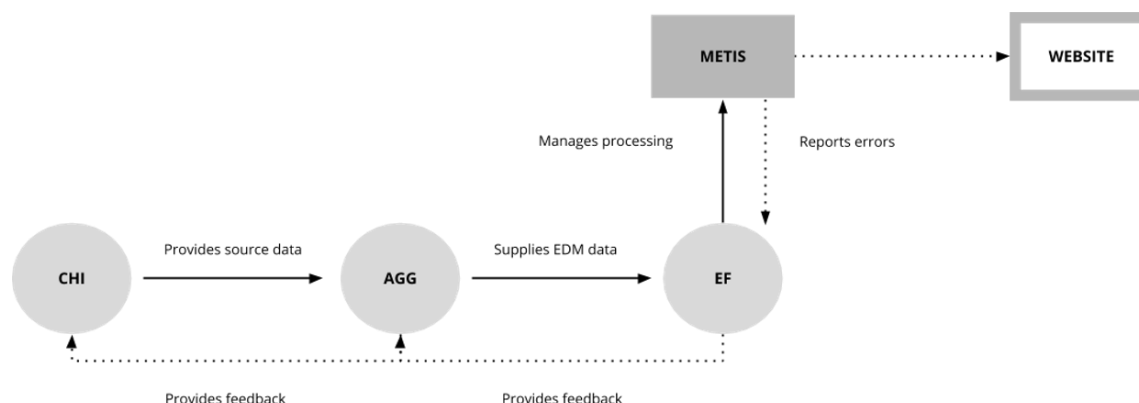 METIS
WEBSITE
Manages processing
Reports errors
Provides source data
Supplies EDM data
CHI
AGG
EF
Provides feedback
Provides feedback